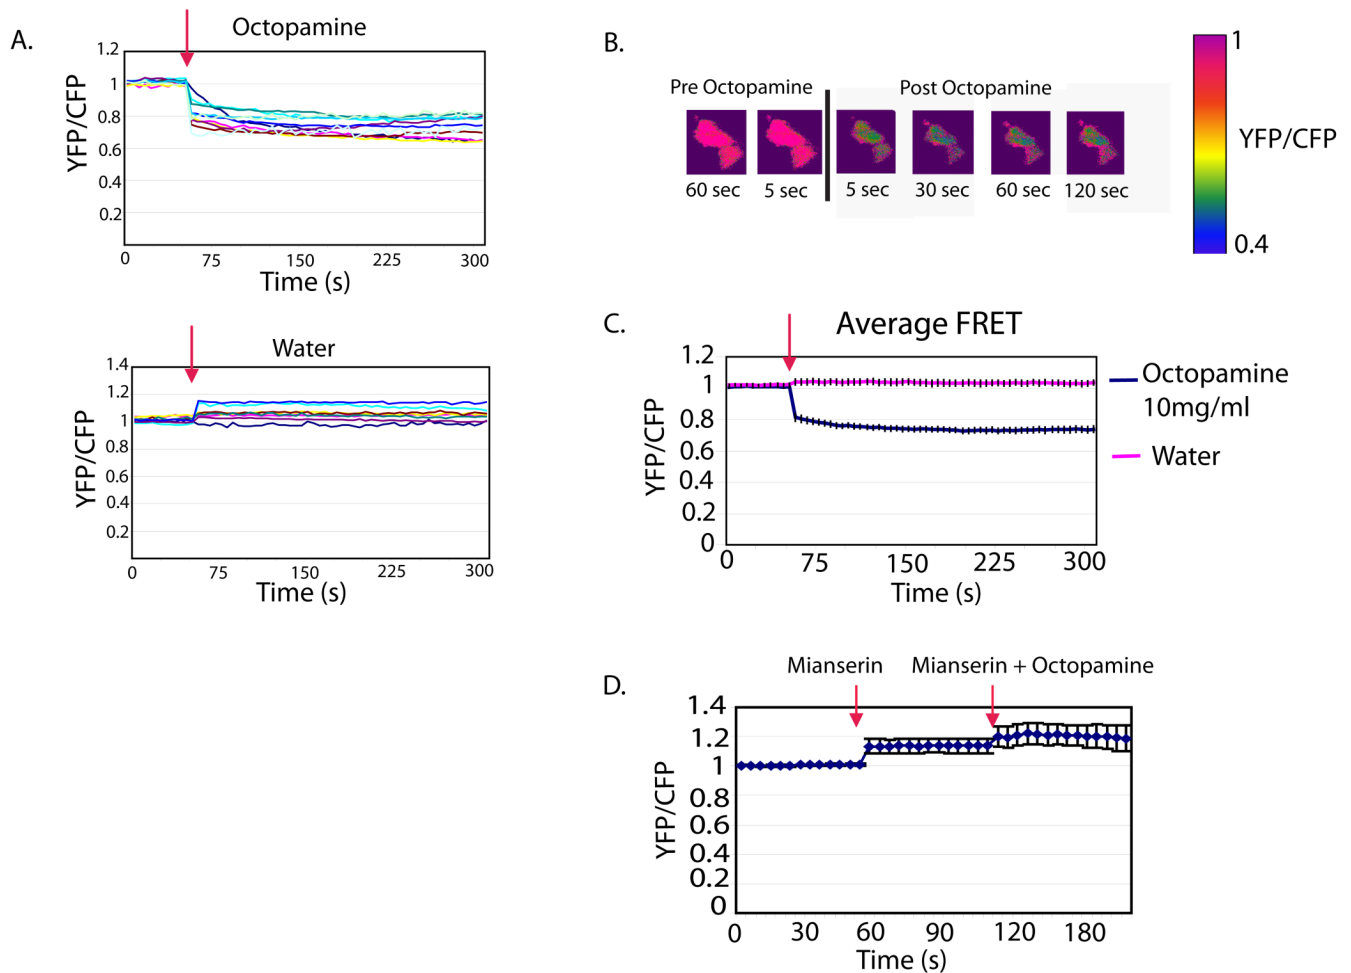 A.
Octopamine
1.2
1
0.8
0.6
0.4
0.2
YFP/CFP
0 75 150 225 300
Time (s)
Water
1.4
1.2
1
0.8
0.6
0.4
0.2
YFP/CFP
0 75 150 225 300
Time (s)
B.
Pre Octopamine Post Octopamine
60 sec 5 sec 5 sec 30 sec 60 sec 120 sec
1
YFP/CFP
0.4
C.
Average FRET
1.2
1
0.8
0.6
0.4
0.2
0
YFP/CFP
0 75 150 225 300
Time (s)
Octopamine
10mg/ml
Water
D.
Mianserin Mianserin + Octopamine
1.4
1.2
1
0.8
0.6
0.4
0.2
0
YFP/CFP
0 30 60 90 120 180
Time (s)